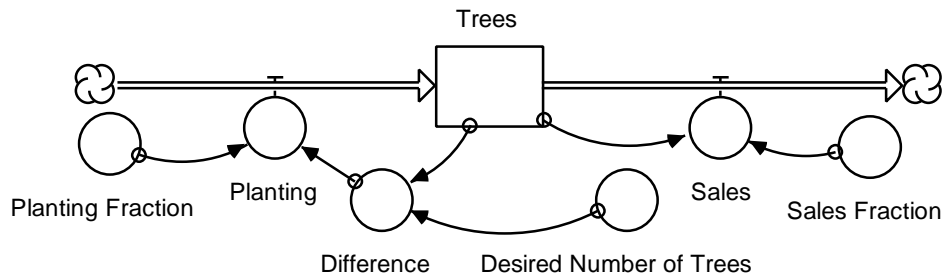 Trees
Planting Fraction
Planting
Sales
Sales Fraction
Difference
Desired Number of Trees